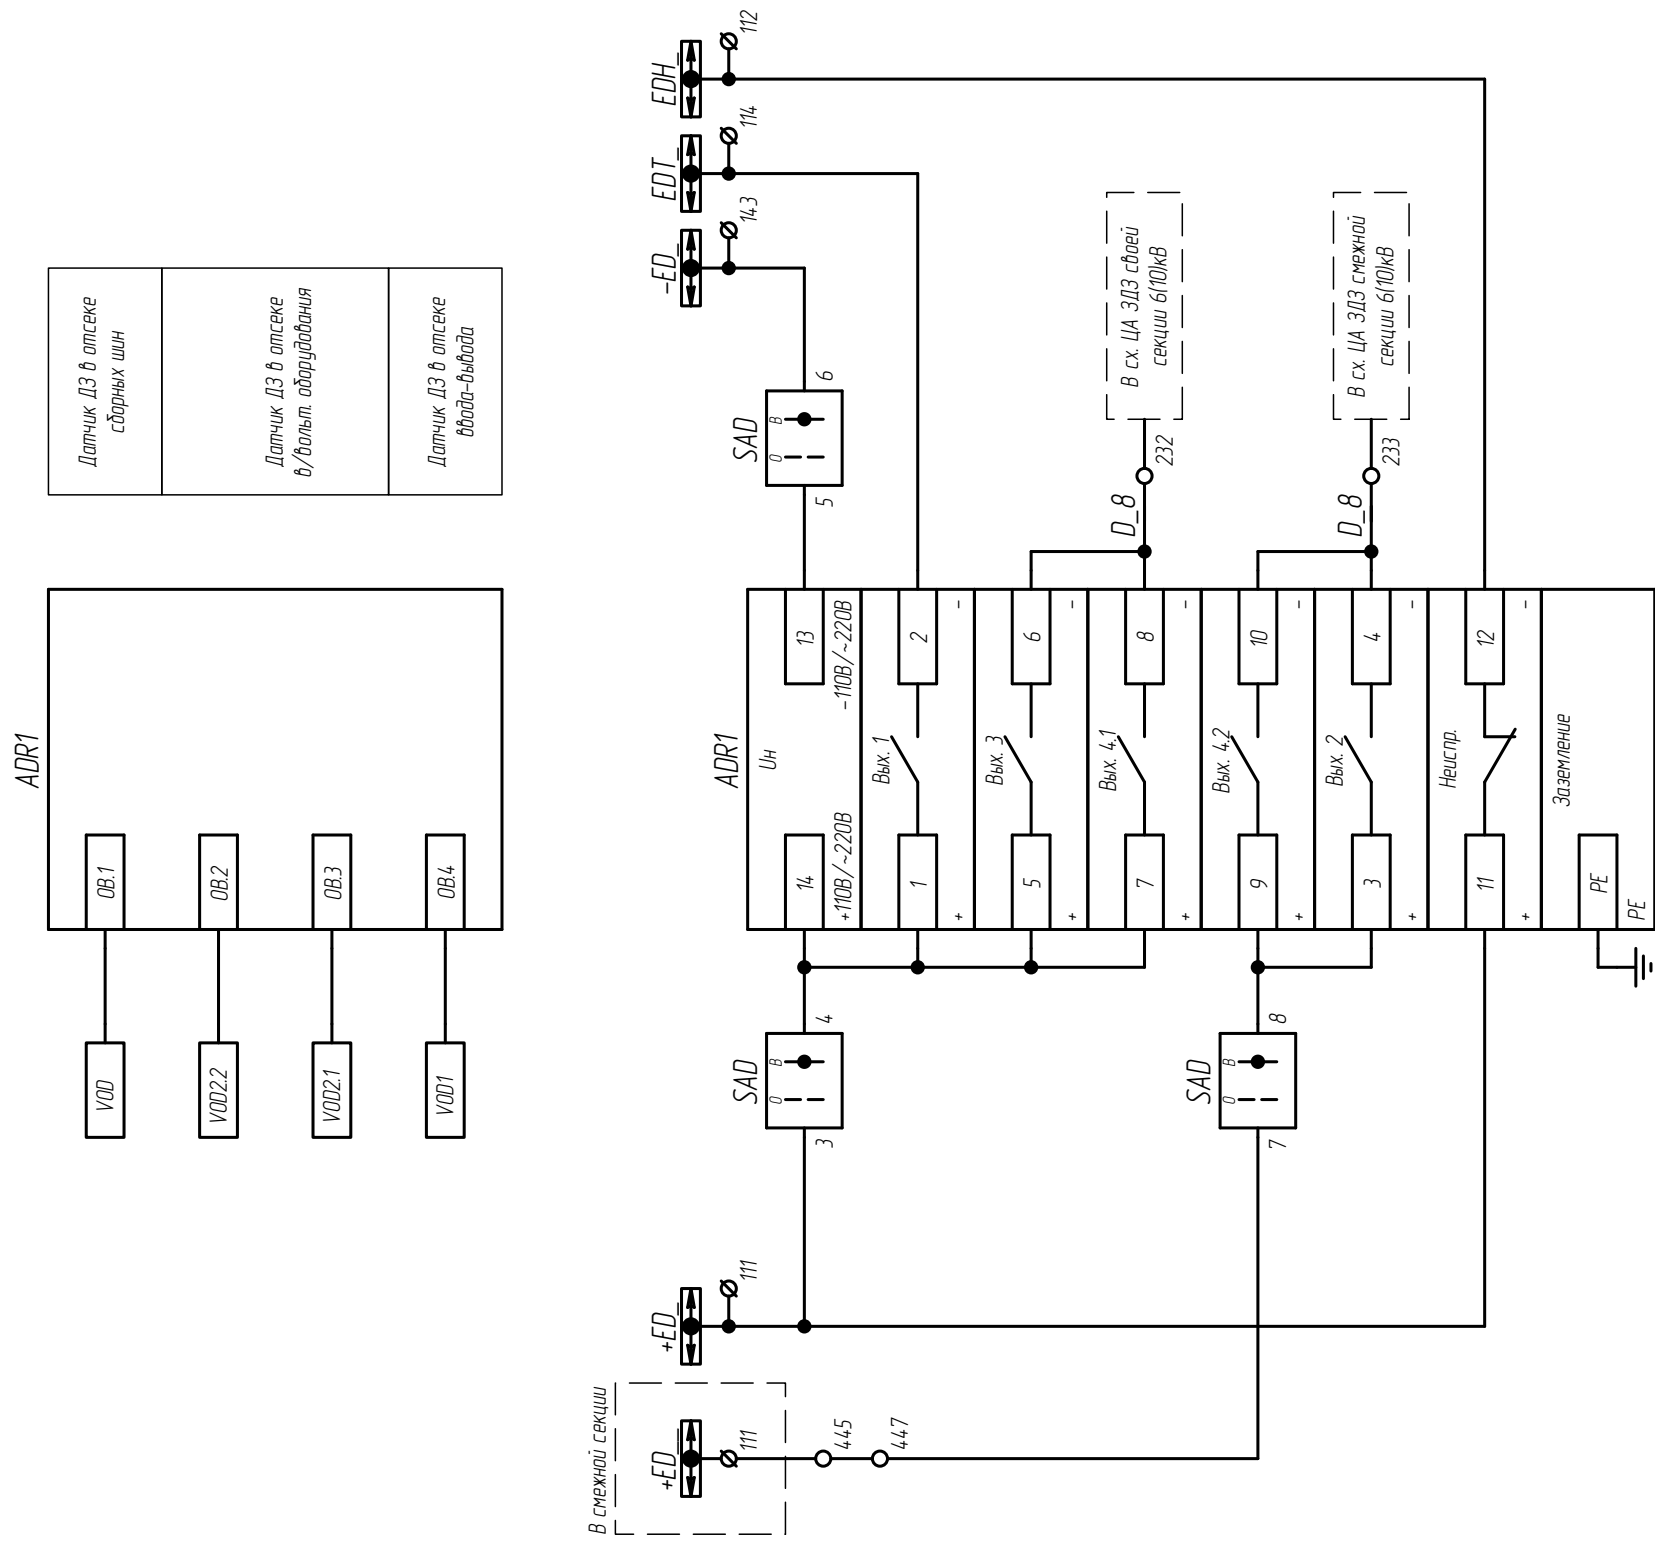 ADR1
OB.1
OB.2
OB.3
OB.4
VOD
VOD2.2
VOD2.1
VOD1
Датчик ДЗ в отсеке
сборных шин
Датчик ДЗ в отсеке
в/вольт. оборудования
Датчик ДЗ в отсеке
ввода-вывода
В смежной секции
+ED_
111
445
447
+ED_
111
-ED_
143
EDT_
114
EDH_
112
SAD
O
B
3
4
SAD
O
B
5
6
SAD
O
B
7
8
ADR1
14
Uн
13
+110В/~220В
-110В/~220В
1
Вых. 1
2
+
-
5
Вых. 3
6
+
-
7
Вых. 4.1
8
+
-
9
Вых. 4.2
10
+
-
3
Вых. 2
4
+
-
11
Неиспр.
12
+
-
PE
Заземление
PE
D_8
232
В сх. ЦА ЗДЗ своей
секции 6(10)кВ
D_8
233
В сх. ЦА ЗДЗ смежной
секции 6(10)кВ